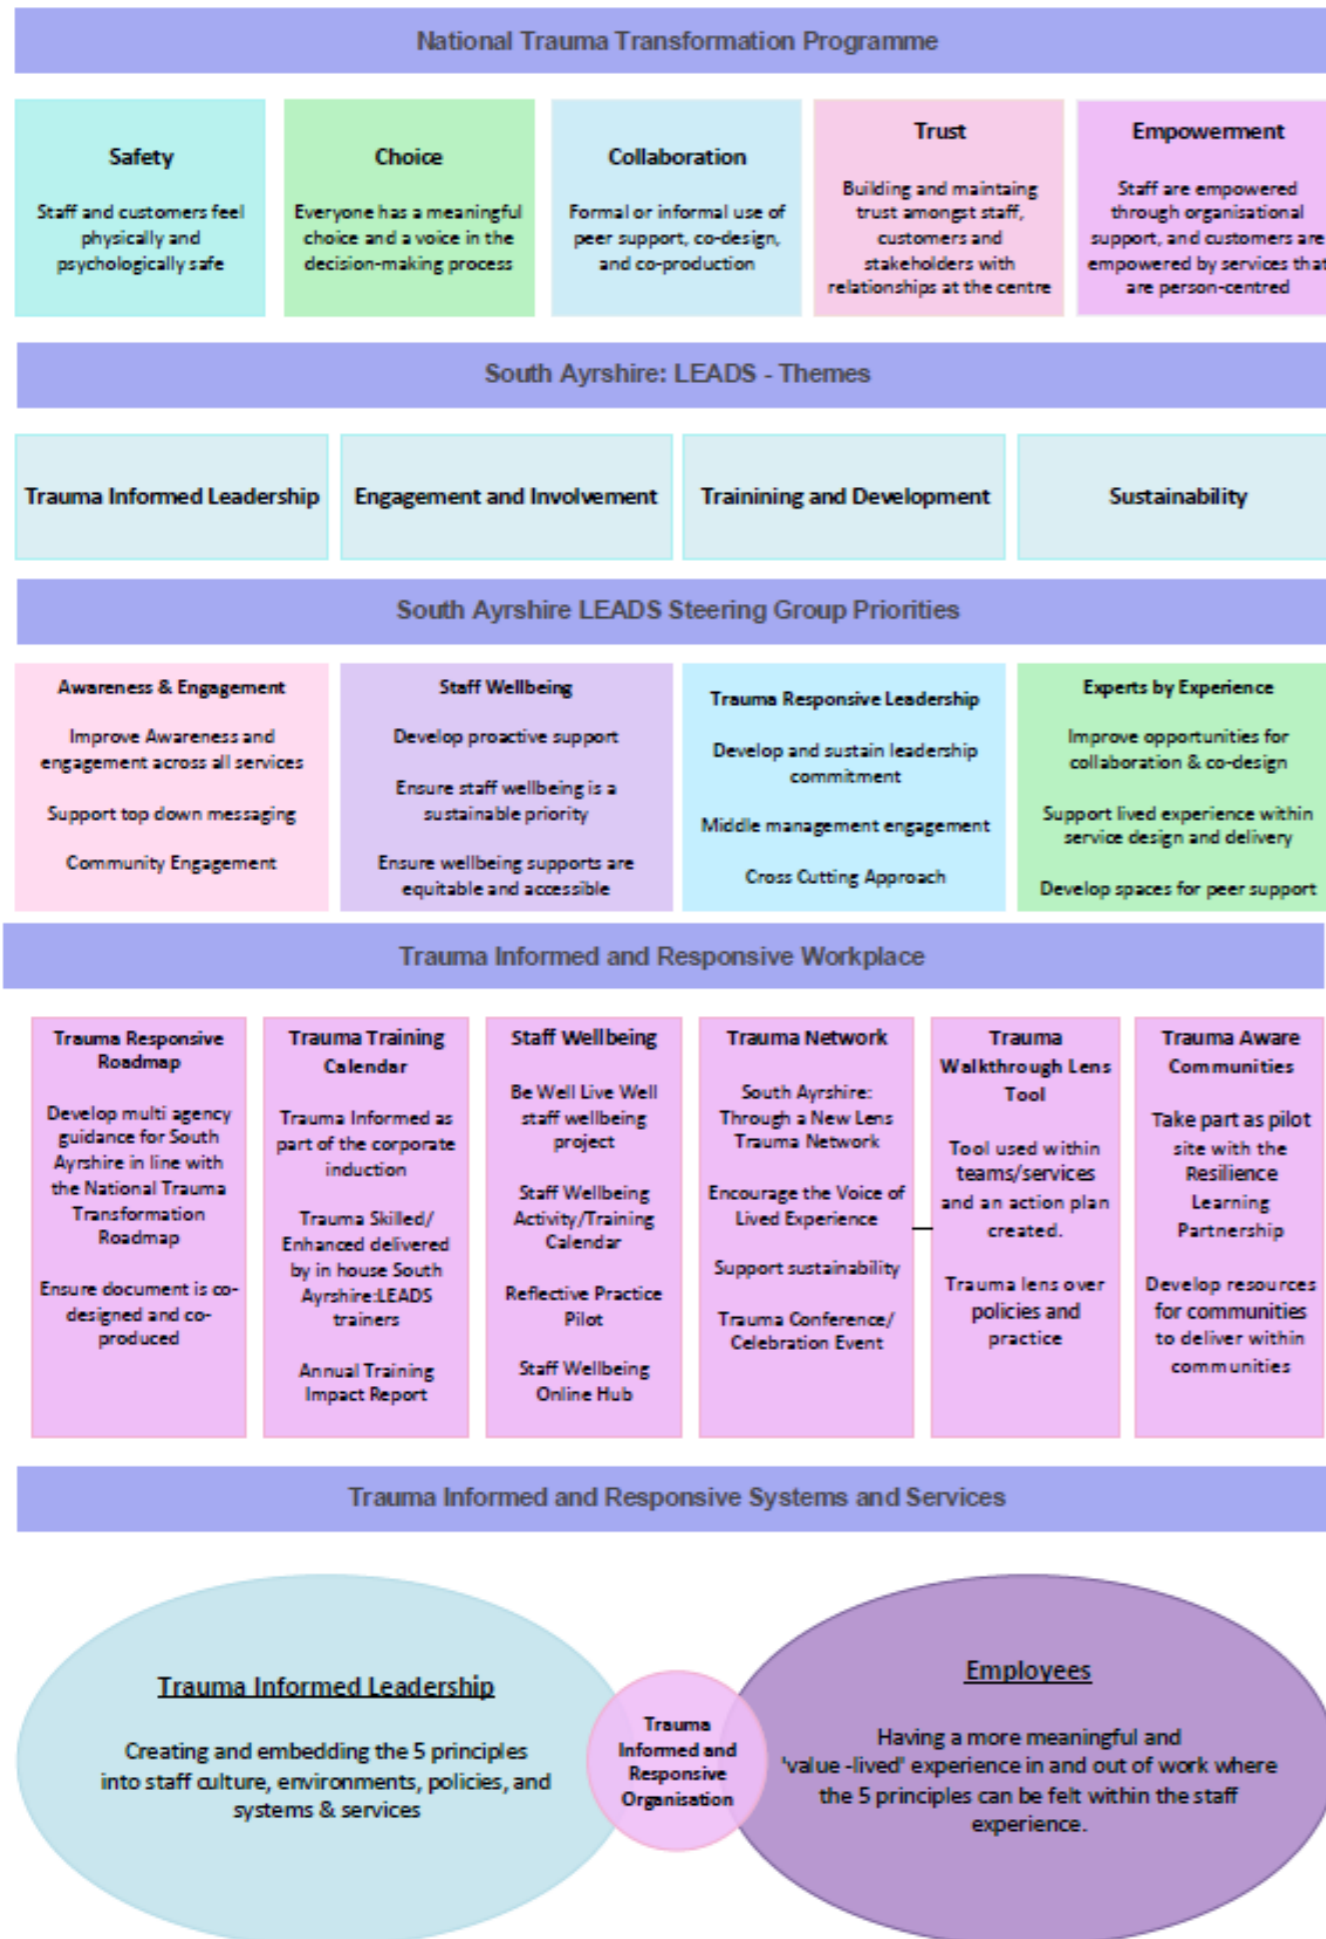 National Trauma Transformation Programme
Safety
Staff and customers feel
physically and
psychologically safe
Choice
Everyone has a meaningful
choice and a voice in the
decision-making process
Collaboration
Formal or informal use of
peer support, co-design,
and co-production
Trust
Building and maintaing
trust amongst staff,
customers and
stakeholders with
relationships at the centre
Empowerment
Staff are empowered
through organisational
support, and customers are
empowered by services that
are person-centred
South Ayrshire: LEADS - Themes
Trauma Informed Leadership
Engagement and Involvement
Trainining and Development
Sustainability
South Ayrshire LEADS Steering Group Priorities
Awareness & Engagement
Improve Awareness and
engagement across all services
Support top down messaging
Community Engagement
Staff Wellbeing
Develop proactive support
Ensure staff wellbeing is a
sustainable priority
Ensure wellbeing supports are
equitable and accessible
Trauma Responsive Leadership
Develop and sustain leadership
commitment
Middle management engagement
Cross Cutting Approach
Experts by Experience
Improve opportunities for
collaboration & co-design
Support lived experience within
service design and delivery
Develop spaces for peer support
Trauma Informed and Responsive Workplace
Trauma Responsive
Roadmap
Develop multi agency
guidance for South
Ayrshire in line with
the National Trauma
Transformation
Roadmap
Ensure document is co-
designed and co-
produced
Trauma Training
Calendar
Trauma Informed as
part of the corporate
induction
Trauma Skilled/
Enhanced delivered
by in house South
Ayrshire:LEADS
trainers
Annual Training
Impact Report
Staff Wellbeing
Be Well Live Well
staff wellbeing
project
Staff Wellbeing
Activity/Training
Calendar
Reflective Practice
Pilot
Staff Wellbeing
Online Hub
Trauma Network
South Ayrshire:
Through a New Lens
Trauma Network
Encourage the Voice of
Lived Experience
Support sustainability
Trauma Conference/
Celebration Event
Trauma
Walkthrough Lens
Tool
Tool used within
teams/services
and an action plan
created.
Trauma lens over
policies and
practice
Trauma Aware
Communities
Take part as pilot
site with the
Resilience
Learning
Partnership
Develop resources
for communities
to deliver within
communities
Trauma Informed and Responsive Systems and Services
Trauma Informed Leadership
Creating and embedding the 5 principles
into staff culture, environments, policies, and
systems & services
Trauma
Informed and
Responsive
Organisation
Employees
Having a more meaningful and
'value -lived' experience in and out of work where
the 5 principles can be felt within the staff
experience.